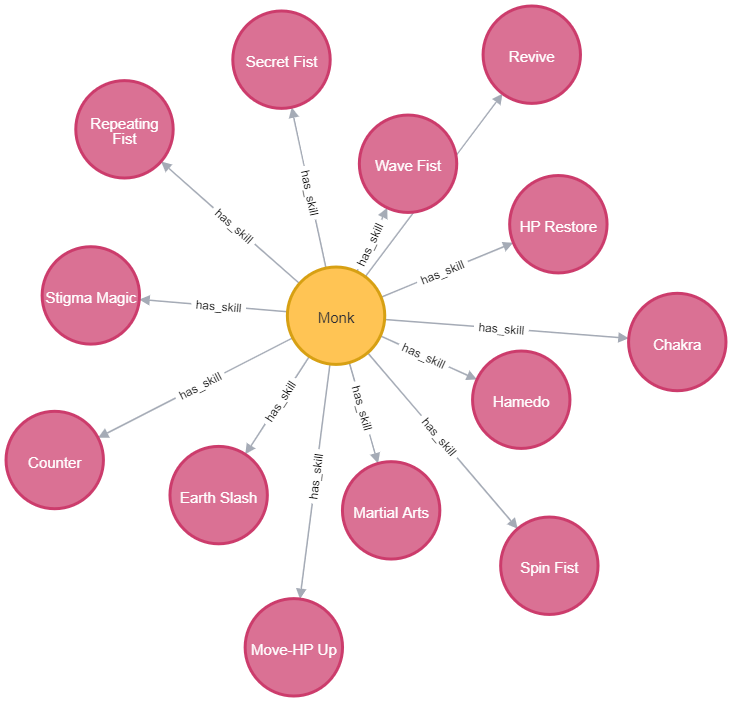 Secret Fist
Revive
Repeating
Fist
Wave Fist
has_skill
has_skill
HP Restore
has_skill
has_skill
Stigma Magic
has_skill
has_skill
Monk
has_skill
Chakra
has_skill
has_skill
Hamedo
has_skill
has_skill
has_skill
Counter
has_skill
Earth Slash
Martial Arts
Spin Fist
Move-HP Up